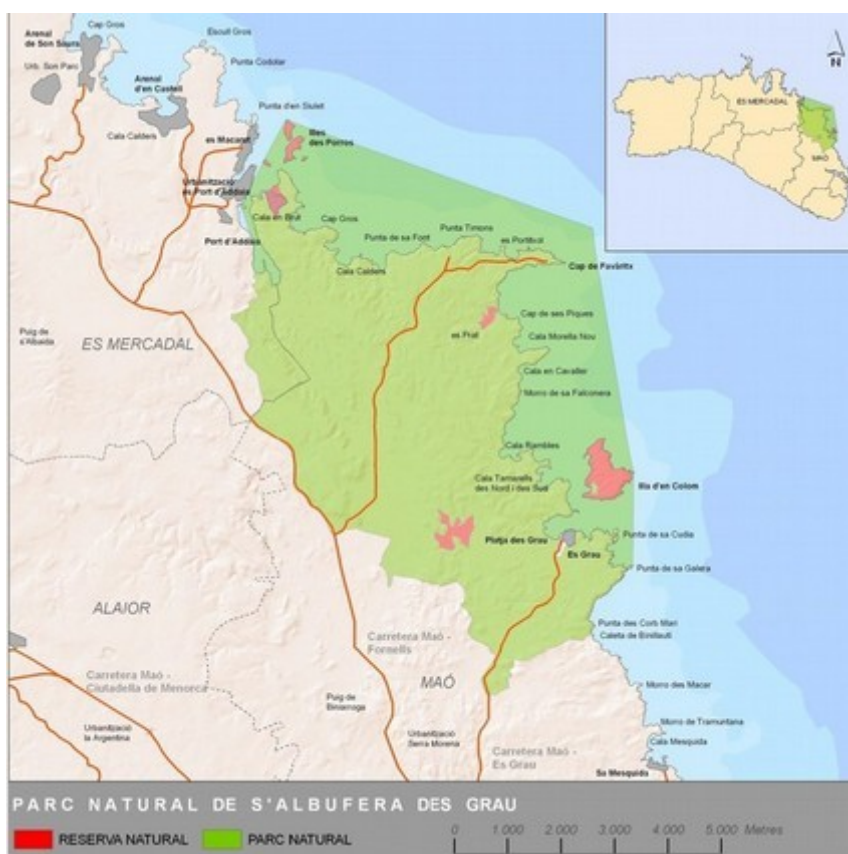 Cap Gros
Arenal
de Son Saura
Urb. Son Parc
Escull Gros
Punta Codolar
Arenal
d'en Castell
Punta d'en Siulet
Cala Calders
es Macaret
Illes
des Porros
Urbanització
es Port d'Addaia
Port d'Addaia
Cala en Brut
Cap Gros
Punta de sa Font
Punta Timons
es Portitxol
Cala Calders
Cap de Favàritx
N
ES MERCADAL
MAÓ
Puig de
s'Albaida
ES MERCADAL
es Prat
Cap de ses Piques
Cala Morella Nou
Cala en Cavaller
Morro de sa Falconera
Cala Rambles
Cala Tamarells
des Nord i des Sud
Illa d'en Colom
Platja des Grau
Es Grau
Punta de sa Cudia
Punta de sa Galera
ALAIOR
Punta des Corb Mari
Caleta de Binillautí
Carretera Maó -
Fornells
MAÓ
Carretera Maó -
Ciutadella de Menorca
Puig de
Biniarroga
Morro des Macar
Morro de Tramuntana
Urbanització
la Argentina
Urbanització
Serra Morena
Carretera Maó -
Es Grau
Cala Mesquida
Sa Mesquida
PARC NATURAL DE S'ALBUFERA DES GRAU
RESERVA NATURAL
PARC NATURAL
0 1.000 2.000 3.000 4.000 5.000 Metres